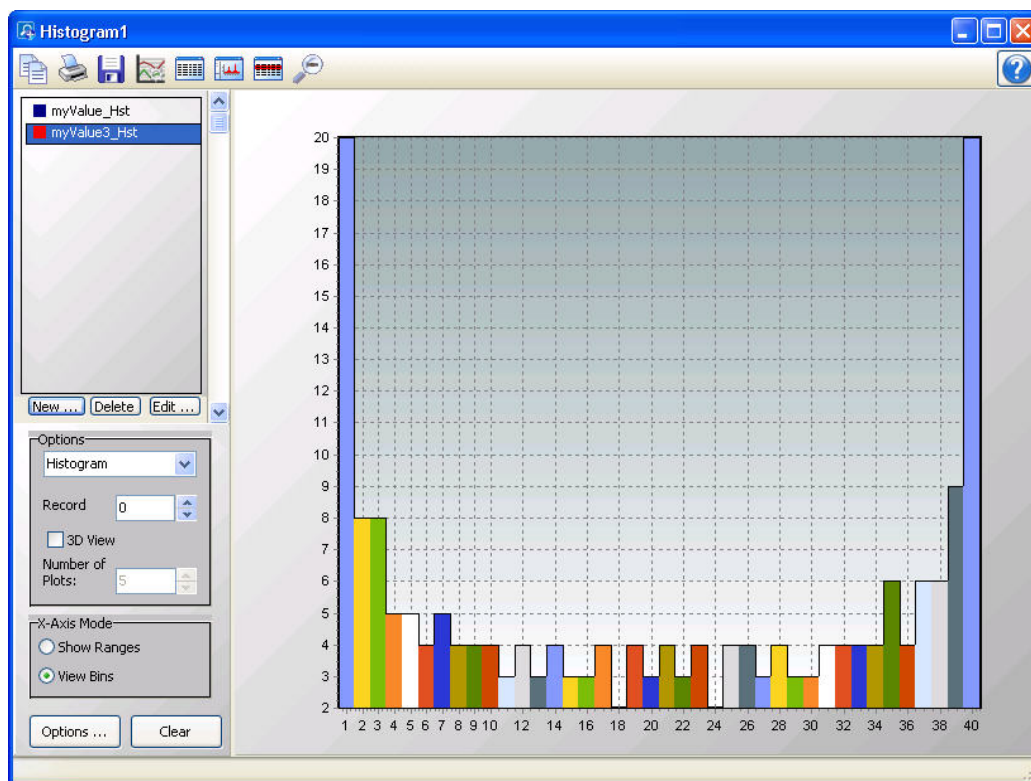 Histogram1
myValue_Hst
myValue3_Hst
New ... Delete Edit ...
Options
Histogram
Record 0
3D View
Number of
Plots: 5
X-Axis Mode
Show Ranges
View Bins
Options ... Clear
20
19
18
17
16
15
14
13
12
11
10
9
8
7
6
5
4
3
2
1 2 3 4 5 6 7 8 9 10 12 14 16 18 20 22 24 26 28 30 32 34 36 38 40